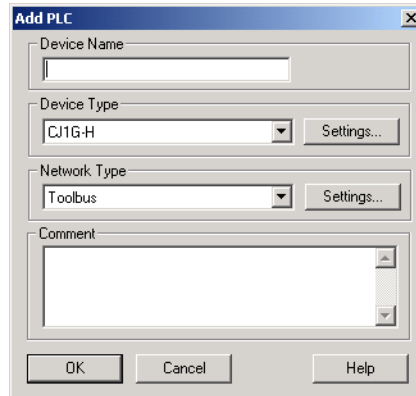 Add PLC
Device Name
Device Type
CJ1G-H
Settings...
Network Type
Toolbus
Settings...
Comment
OK
Cancel
Help